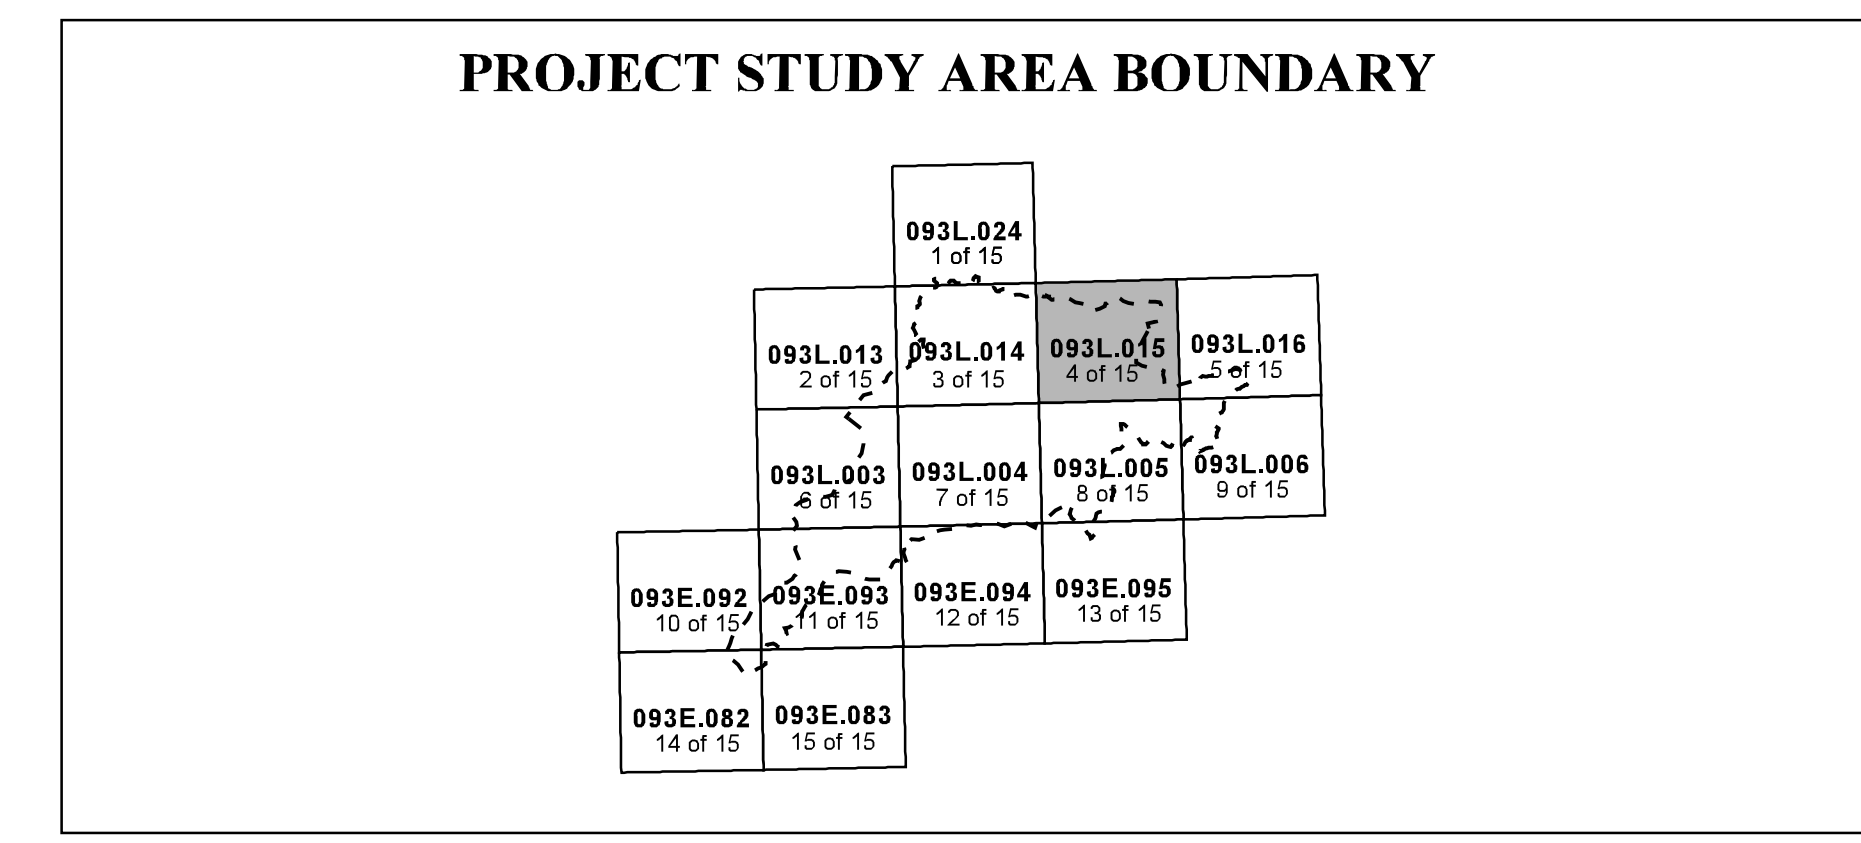 PROJECT STUDY AREA BOUNDARY
093L.024
1 of 15
093L.013
2 of 15
093L.014
3 of 15
093L.015
4 of 15
093L.016
5 of 15
093L.003
6 of 15
093L.004
7 of 15
093L.005
8 of 15
093L.006
9 of 15
093E.092
10 of 15
093E.093
11 of 15
093E.094
12 of 15
093E.095
13 of 15
093E.082
14 of 15
093E.083
15 of 15